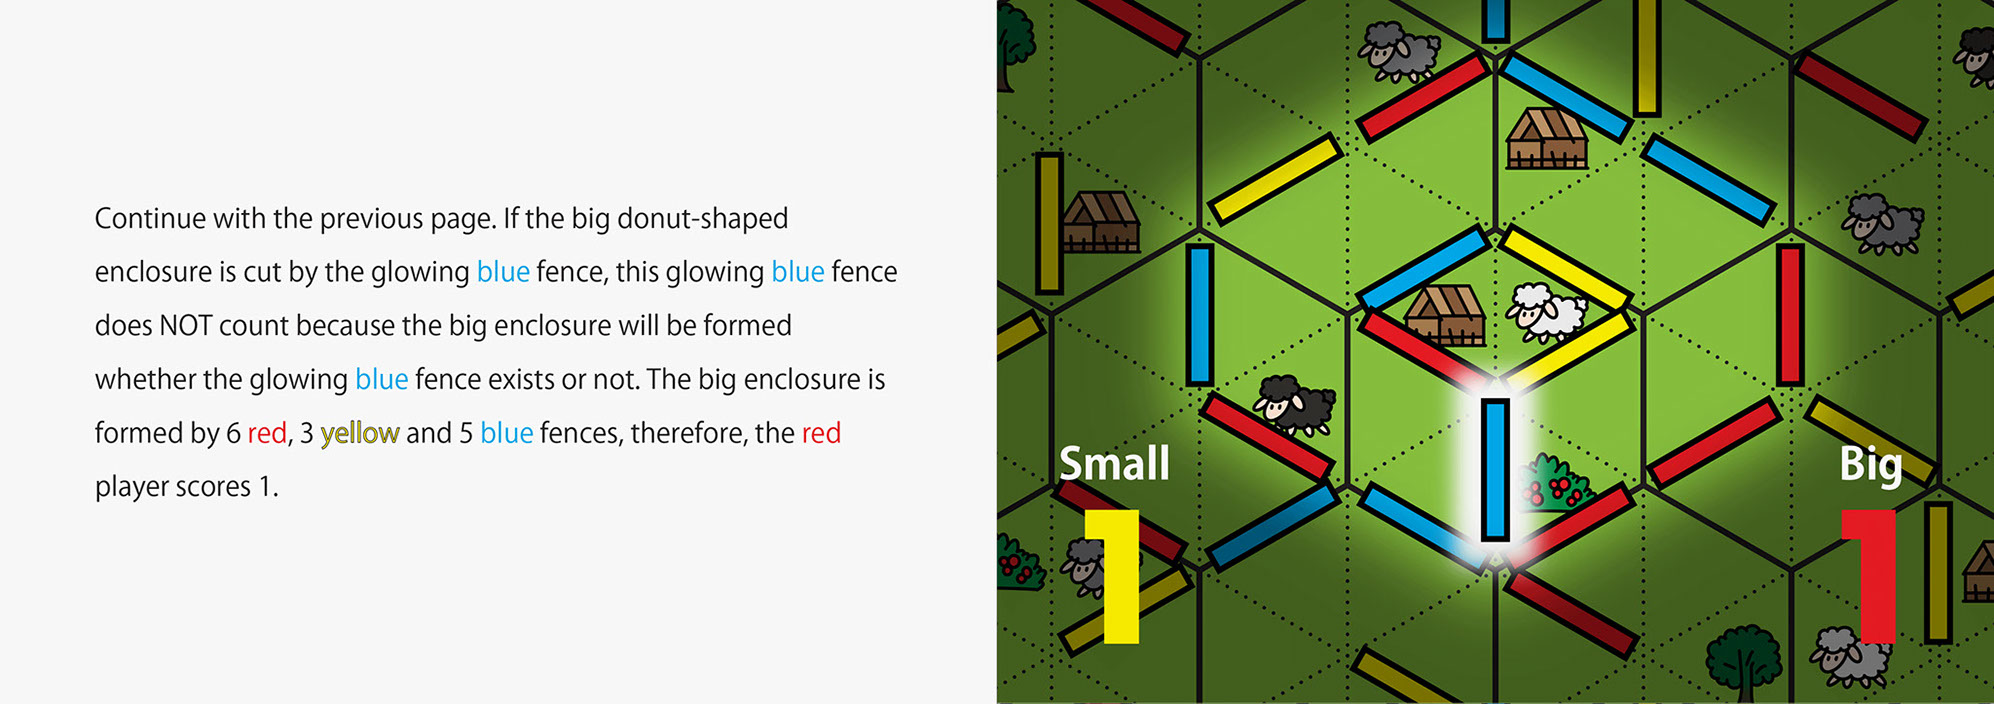 Continue with the previous page. If the big donut-shaped
enclosure is cut by the glowing blue fence, this glowing blue fence
does NOT count because the big enclosure will be formed
whether the glowing blue fence exists or not. The big enclosure is
formed by 6 red, 3 yellow and 5 blue fences, therefore, the red
player scores 1.
Small
1
Big
1